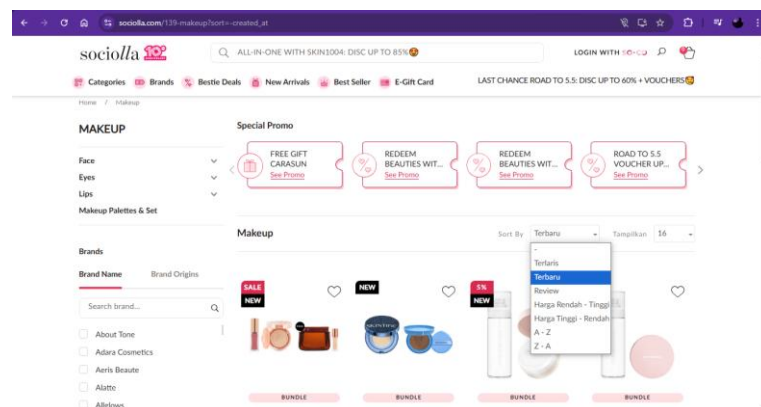 sociolla.com/139-makeup?sort=-created_at
sociolla
ALL-IN-ONE WITH SKIN1004: DISC UP TO 85%
LOGIN WITH
Categories Brands Bestie Deals New Arrivals Best Seller E-Gift Card LAST CHANCE ROAD TO 5.5: DISC UP TO 60% + VOUCHERS
Home / Makeup
MAKEUP
Face
Eyes
Lips
Makeup Palettes & Set
Brands
Brand Name Brand Origins
Search brand...
About Tone
Adara Cosmetics
Aeris Beaute
Alatte
Allglows
Special Promo
FREE GIFT
CARASUN
See Promo
REDEEM
BEAUTIES WIT...
See Promo
REDEEM
BEAUTIES WIT...
See Promo
ROAD TO 5.5
VOUCHER UP...
See Promo
Makeup Sort By Terbaru Tampilkan 16
-
Terlaris
Terbaru
Review
Harga Rendah - Tinggi
Harga Tinggi - Rendah
A - Z
Z - A
SALE
NEW
NEW
5%
NEW
BUNDLE BUNDLE BUNDLE BUNDLE